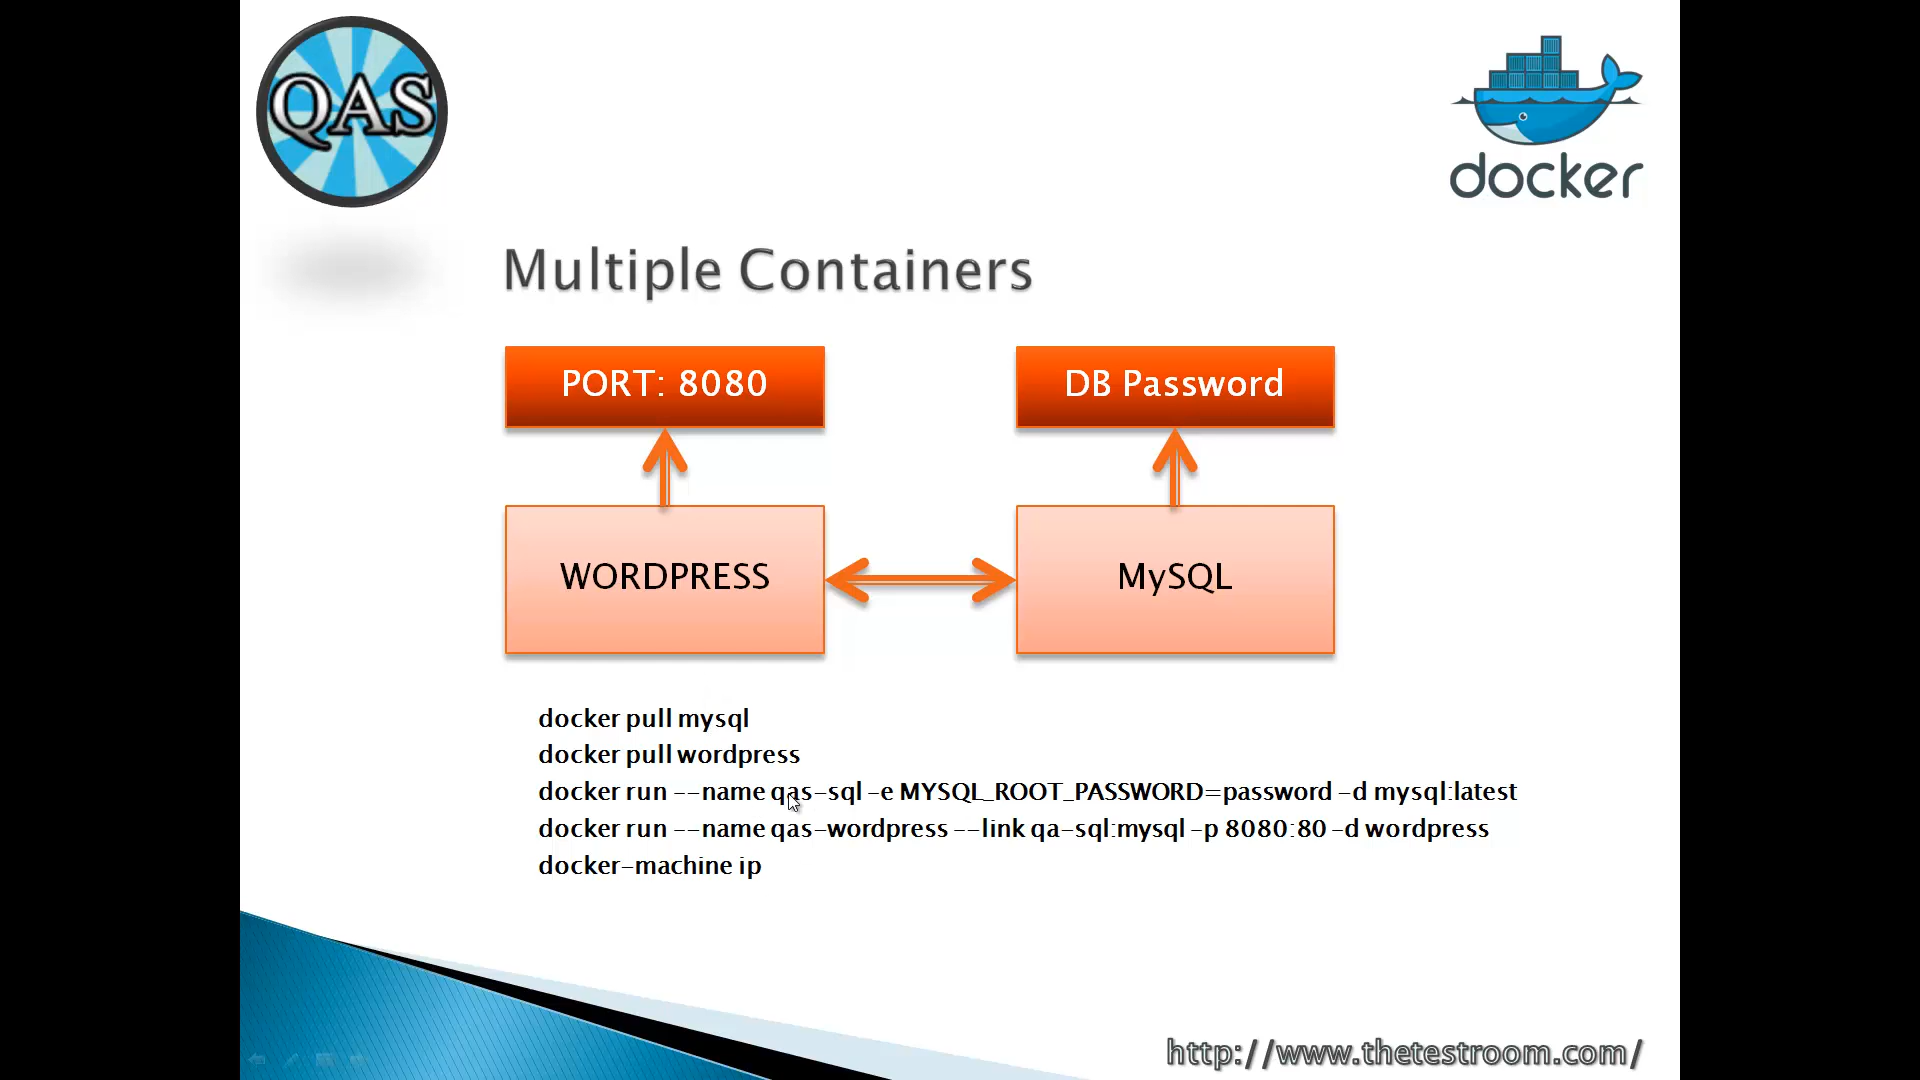 QAS
docker
Multiple Containers
PORT: 8080
DB Password
WORDPRESS
MySQL
docker pull mysql
docker pull wordpress
docker run --name qas-sql -e MYSQL_ROOT_PASSWORD=password -d mysql:latest
docker run --name qas-wordpress --link qa-sql:mysql -p 8080:80 -d wordpress
docker-machine ip
http://www.thetestroom.com/